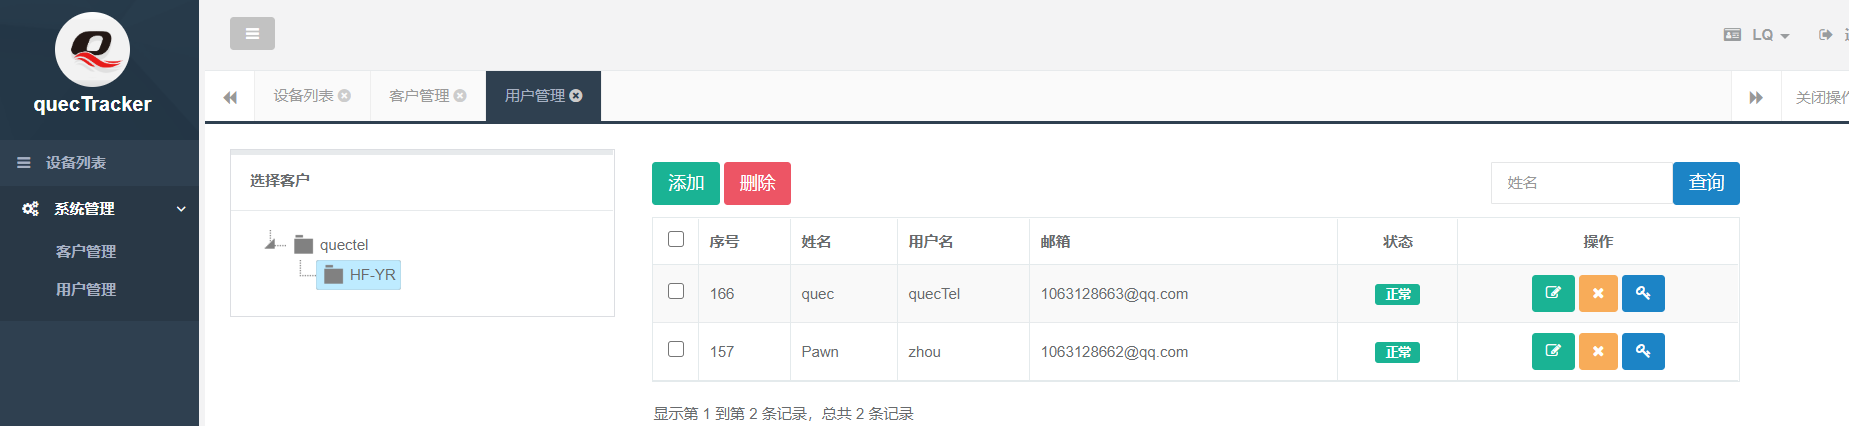 quecTracker
设备列表
系统管理
客户管理
用户管理
LQ
设备列表 客户管理 用户管理
关闭操作
选择客户
quectel
HF-YR
添加 删除 姓名 查询
序号 姓名 用户名 邮箱 状态 操作
166 quec quecTel 1063128663@qq.com 正常
157 Pawn zhou 1063128662@qq.com 正常
显示第 1 到第 2 条记录，总共 2 条记录